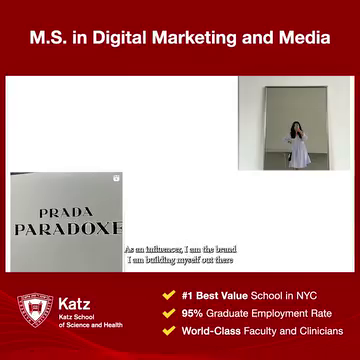 M.S. in Digital Marketing and Media
PRADA
PARADOXE
As an influencer, I am the brand
I am building myself out there
Katz
Katz School
of Science and Health
#1 Best Value School in NYC
95% Graduate Employment Rate
World-Class Faculty and Clinicians